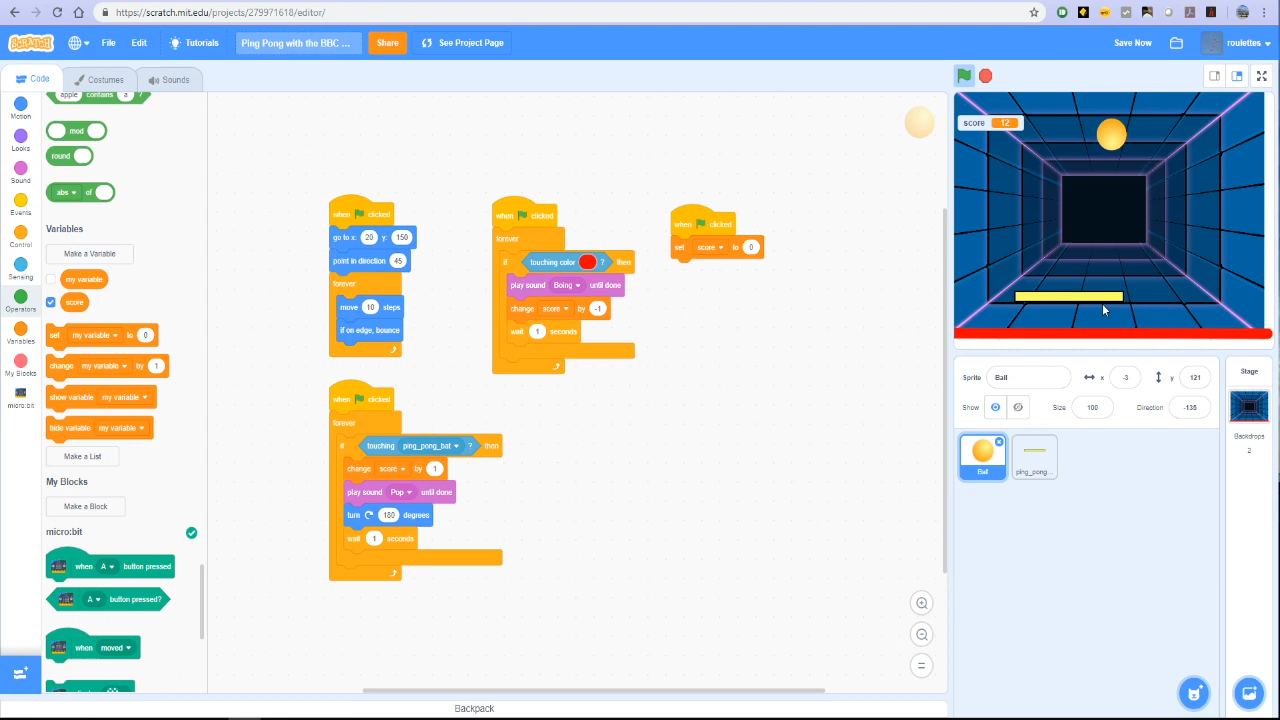 https://scratch.mit.edu/projects/279971618/editor/
SCRATCH File Edit Tutorials Ping Pong with the BBC ... Share See Project Page Save Now roulettes
Code Costumes Sounds
Motion
Looks
Sound
Events
Control
Sensing
Operators
Variables
My Blocks
micro:bit
apple contains a ?
mod
round
abs of
Variables
Make a Variable
my variable
score
set my variable to 0
change my variable by 1
show variable my variable
hide variable my variable
Make a List
My Blocks
Make a Block
micro:bit
when A button pressed
A button pressed?
when moved
when clicked
go to x: 20 y: 150
point in direction 45
forever
move 10 steps
if on edge, bounce
when clicked
forever
if touching color ? then
play sound Boing until done
change score by -1
wait 1 seconds
when clicked
set score to 0
when clicked
forever
if touching ping_pong_bat ? then
change score by 1
play sound Pop until done
turn 180 degrees
wait 1 seconds
score 12
Sprite Ball x -3 y 121
Show Size 100 Direction -135
Ball
ping_pong...
Stage
Backdrops
2
Backpack